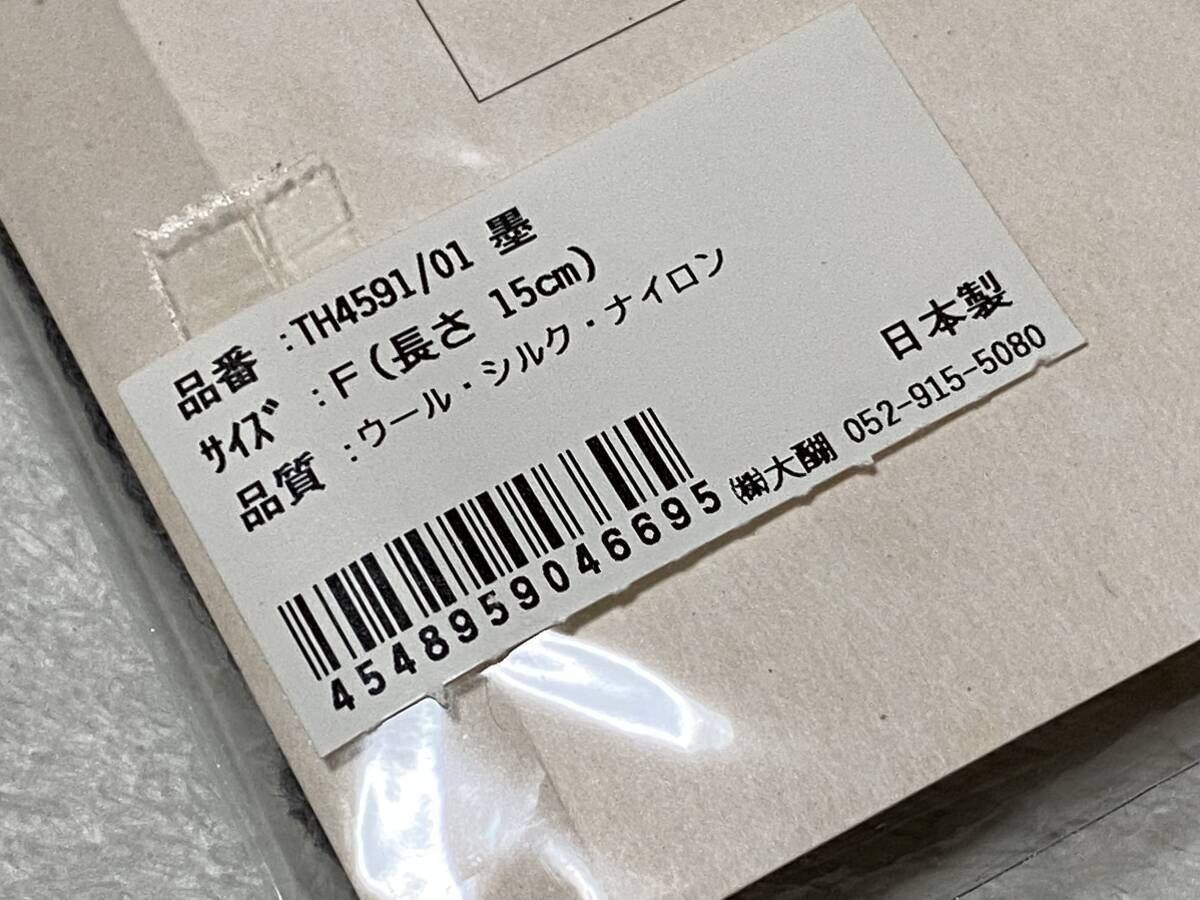 品番 :TH4591/01 墨
ｻｲｽﾞ :F(長さ 15cm)
品質 :ウール・シルク・ナイロン
日本製
4548959046695
㈱大醐 052-915-5080